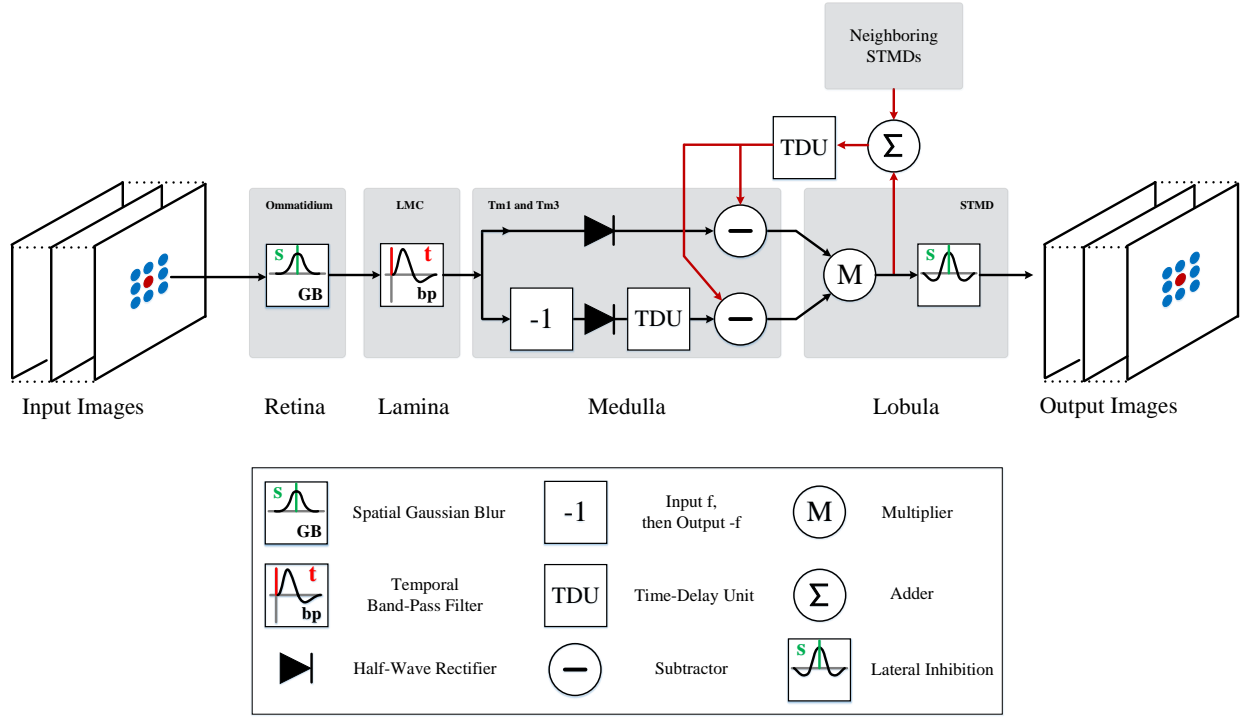 Neighboring
STMDs
TDU
Σ
Ommatidium
LMC
Tm1 and Tm3
STMD
s
GB
t
bp
−
M
s
-1
TDU
−
Input Images
Retina
Lamina
Medulla
Lobula
Output Images
s
GB
Spatial Gaussian Blur
-1
Input f,
then Output -f
M
Multiplier
t
bp
Temporal
Band-Pass Filter
TDU
Time-Delay Unit
Σ
Adder
Half-Wave Rectifier
−
Subtractor
s
Lateral Inhibition